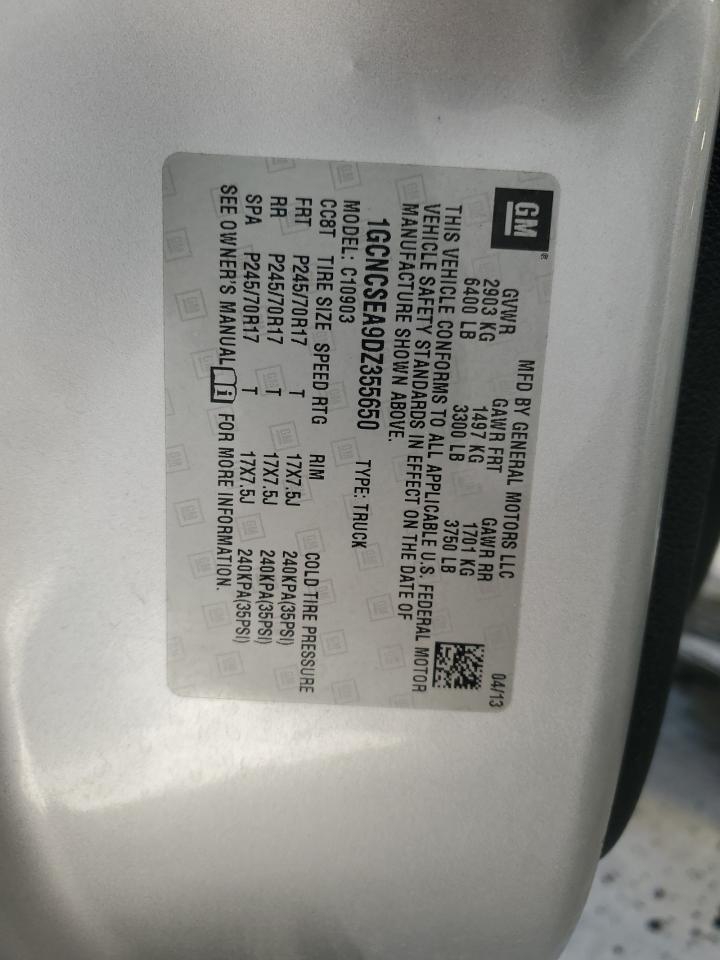 GM®
MFD BY GENERAL MOTORS LLC 04/13
GVWR GAWR FRT GAWR RR
2903 KG 1497 KG 1701 KG
6400 LB 3300 LB 3750 LB
THIS VEHICLE CONFORMS TO ALL APPLICABLE U.S. FEDERAL MOTOR
VEHICLE SAFETY STANDARDS IN EFFECT ON THE DATE OF
MANUFACTURE SHOWN ABOVE.
1GCNCSEA9DZ355650 TYPE: TRUCK
MODEL: C10903
CC8T TIRE SIZE SPEED RTG RIM COLD TIRE PRESSURE
FRT P245/70R17 T 17X7.5J 240KPA(35PSI)
RR P245/70R17 T 17X7.5J 240KPA(35PSI)
SPA P245/70R17 T 17X7.5J 240KPA(35PSI)
SEE OWNER'S MANUAL FOR MORE INFORMATION.